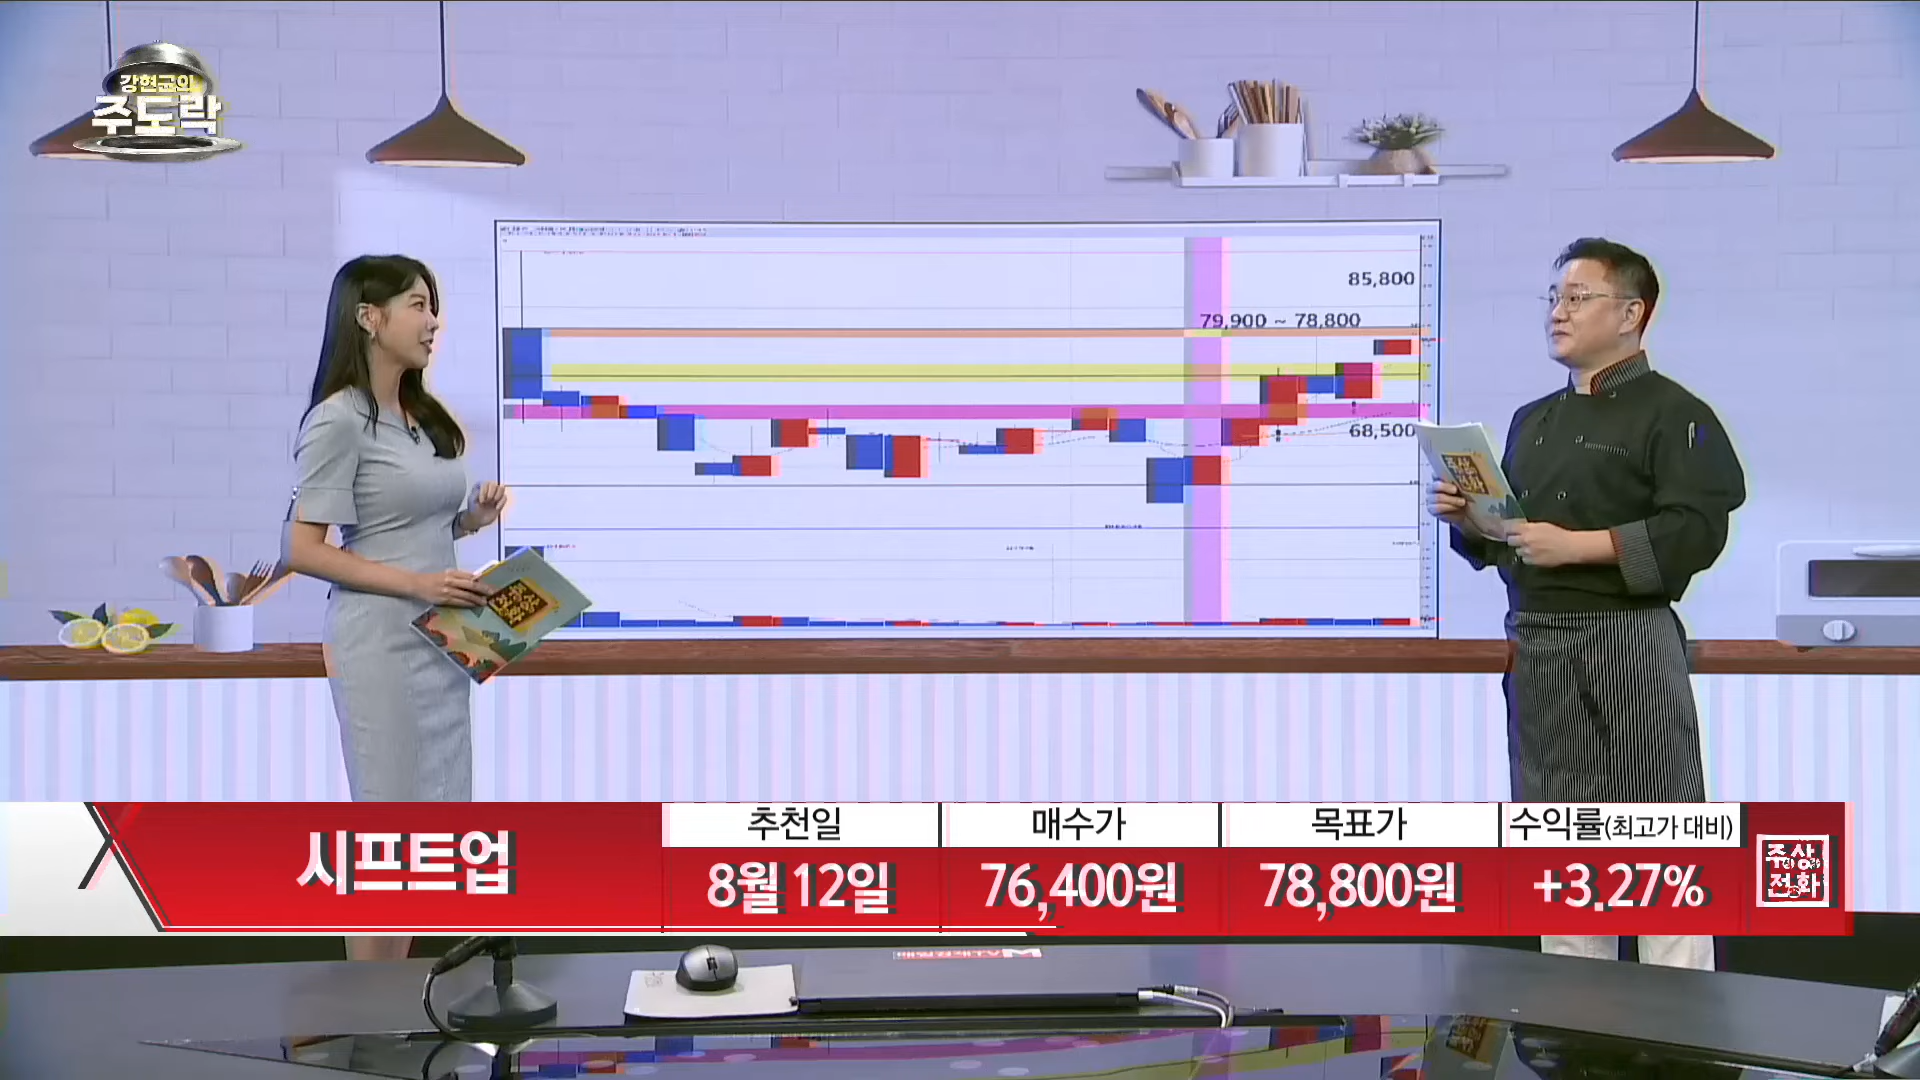 강현균의
주도락
85,800
79,900 ~ 78,800
68,500
시프트업
추천일
매수가
목표가
수익률(최고가 대비)
8월 12일
76,400원
78,800원
+3.27%
주상
전화